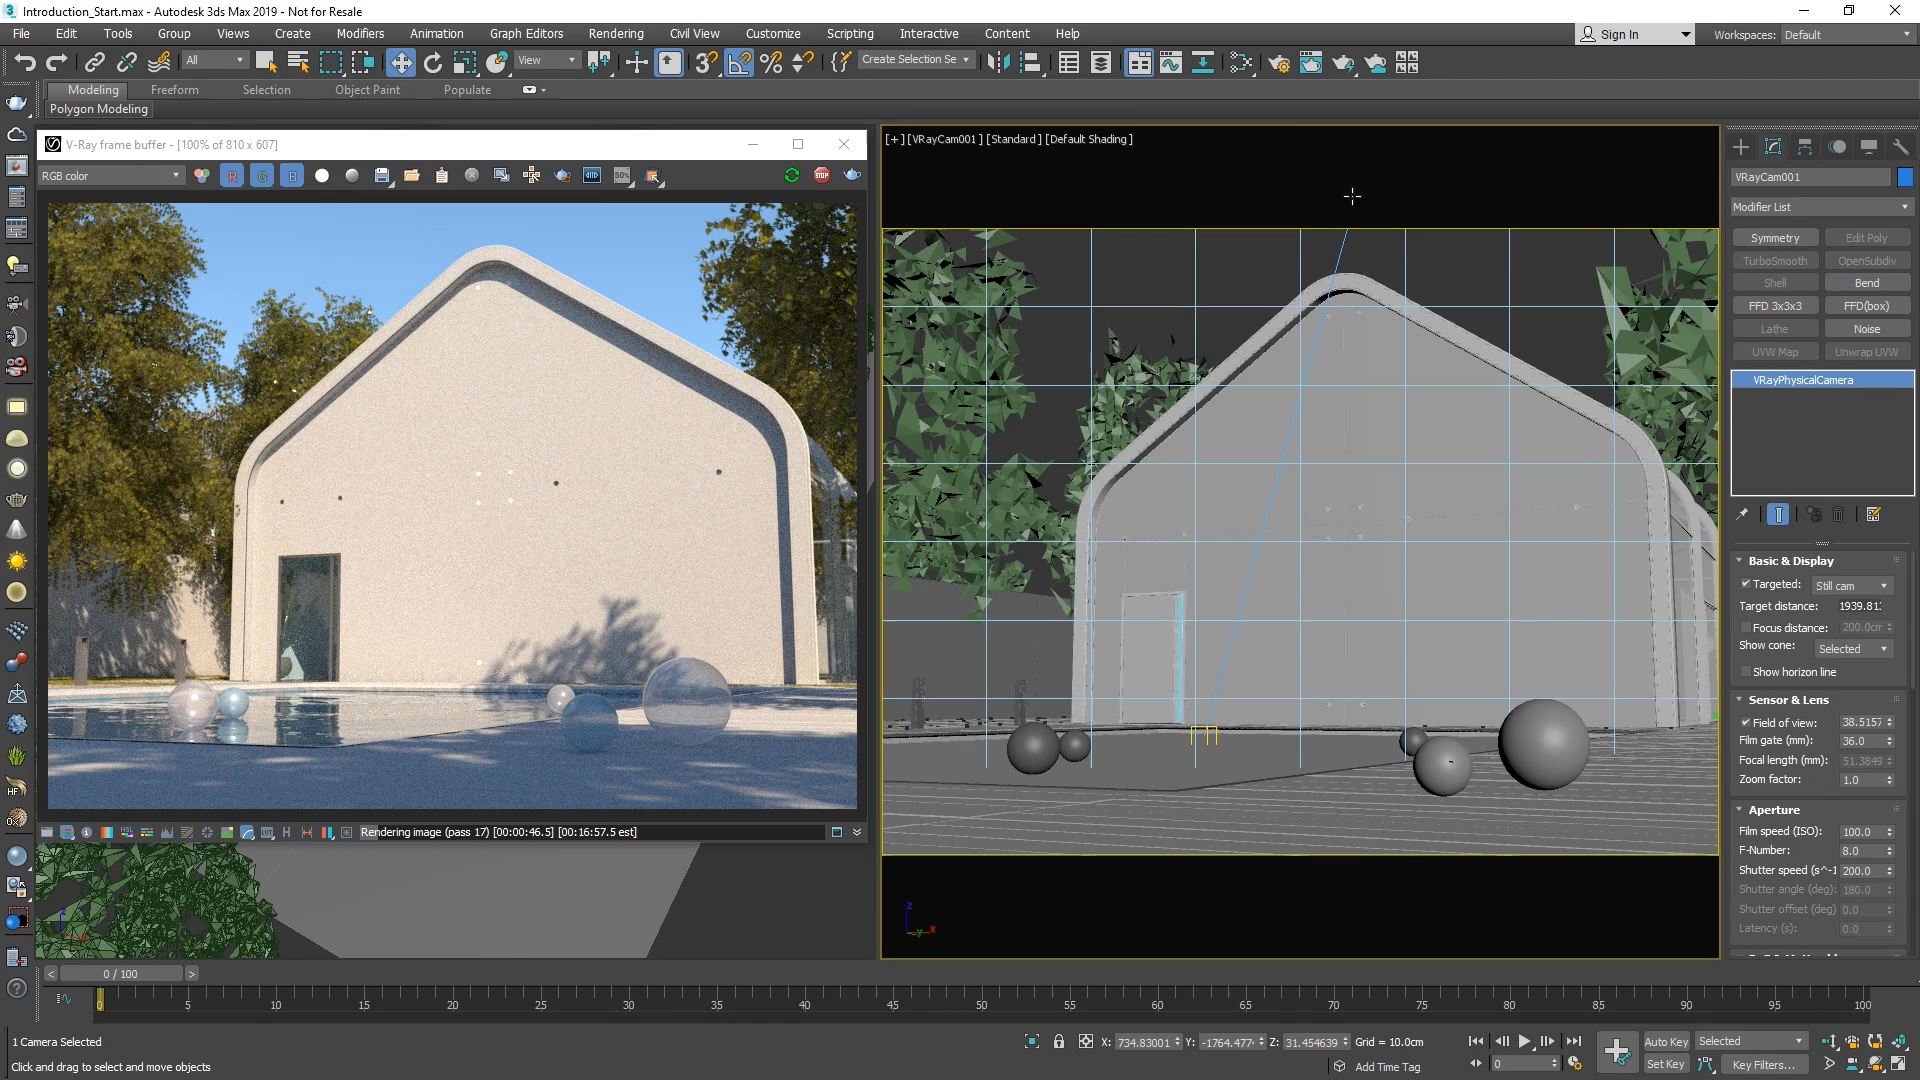 Introduction_Start.max - Autodesk 3ds Max 2019 - Not for Resale
File Edit Tools Group Views Create Modifiers Animation Graph Editors Rendering Civil View Customize Scripting Interactive Content Help
Sign In Workspaces: Default
All View Create Selection Se
Modeling Freeform Selection Object Paint Populate
Polygon Modeling
V-Ray frame buffer - [100% of 810 x 607]
RGB color R G B 50% STOP
[+] [VRayCam001] [Standard] [Default Shading]
VRayCam001
Modifier List
Symmetry Edit Poly
TurboSmooth OpenSubdiv
Shell Bend
FFD 3x3x3 FFD(box)
Lathe Noise
UVW Map Unwrap UVW
VRayPhysicalCamera
Basic & Display
Targeted: Still cam
Target distance: 1939.81
Focus distance: 200.0cm
Show cone: Selected
Show horizon line
Sensor & Lens
Field of view: 38.5157
Film gate (mm): 36.0
Focal length (mm): 51.3849
Zoom factor: 1.0
Aperture
Film speed (ISO): 100.0
F-Number: 8.0
Shutter speed (s^-1 200.0
Shutter angle (deg): 180.0
Shutter offset (deg) 0.0
Latency (s): 0.0
Rendering image (pass 17) [00:00:46.5] [00:16:57.5 est]
z x
z y x
< 0 / 100 >
0 5 10 15 20 25 30 35 40 45 50 55 60 65 70 75 80 85 90 95 100
1 Camera Selected
X: 734.83001 Y: -1764.477 Z: 31.454639 Grid = 10.0cm
Auto Key Selected
Click and drag to select and move objects
Add Time Tag
0
Set Key Key Filters...